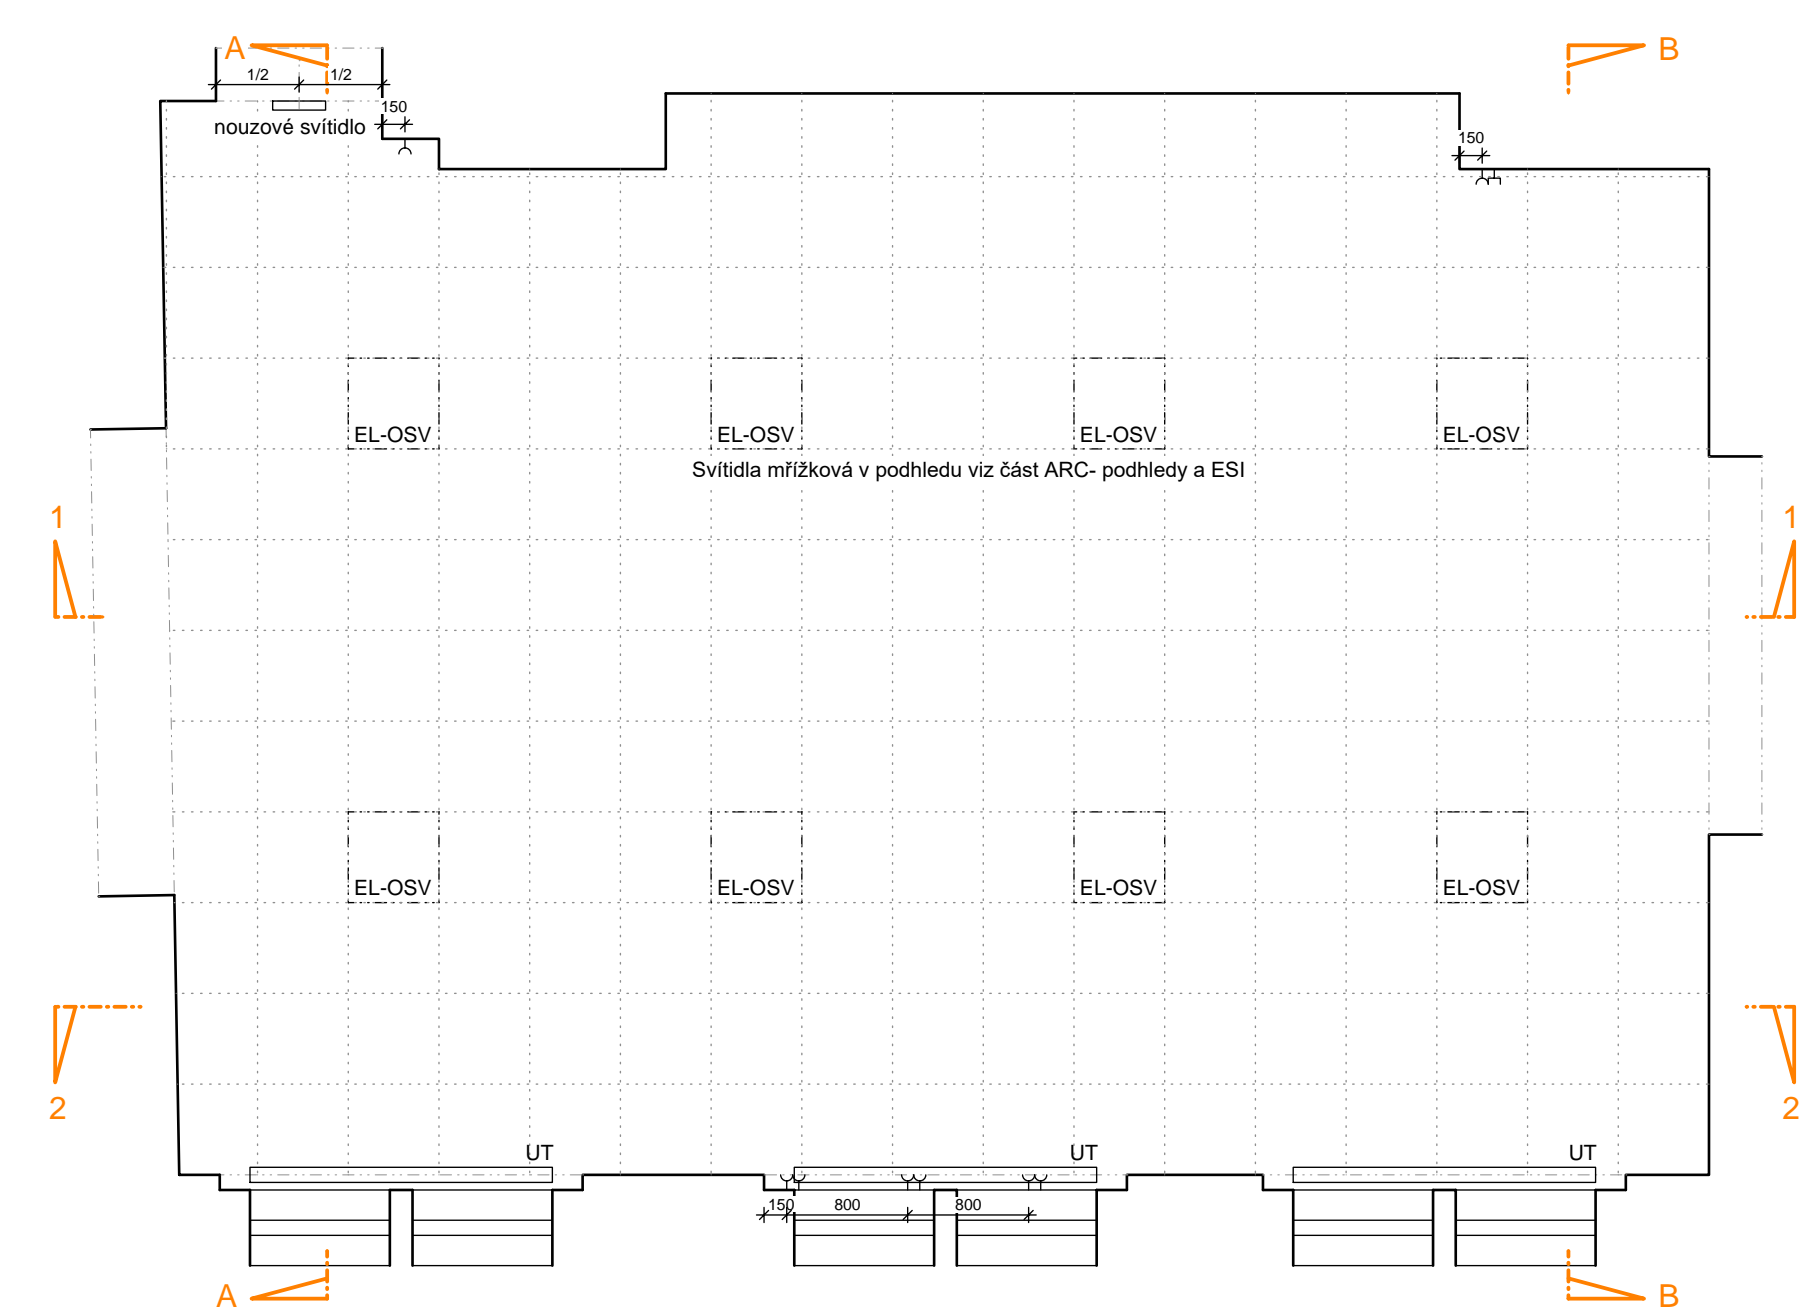 A
B
1/2
1/2
150
nouzové svítidlo
150
EL-OSV
EL-OSV
EL-OSV
EL-OSV
Svítidla mřížková v podhledu viz část ARC- podhledy a ESI
1
1
EL-OSV
EL-OSV
EL-OSV
EL-OSV
2
2
UT
UT
UT
150
800
800
A
B